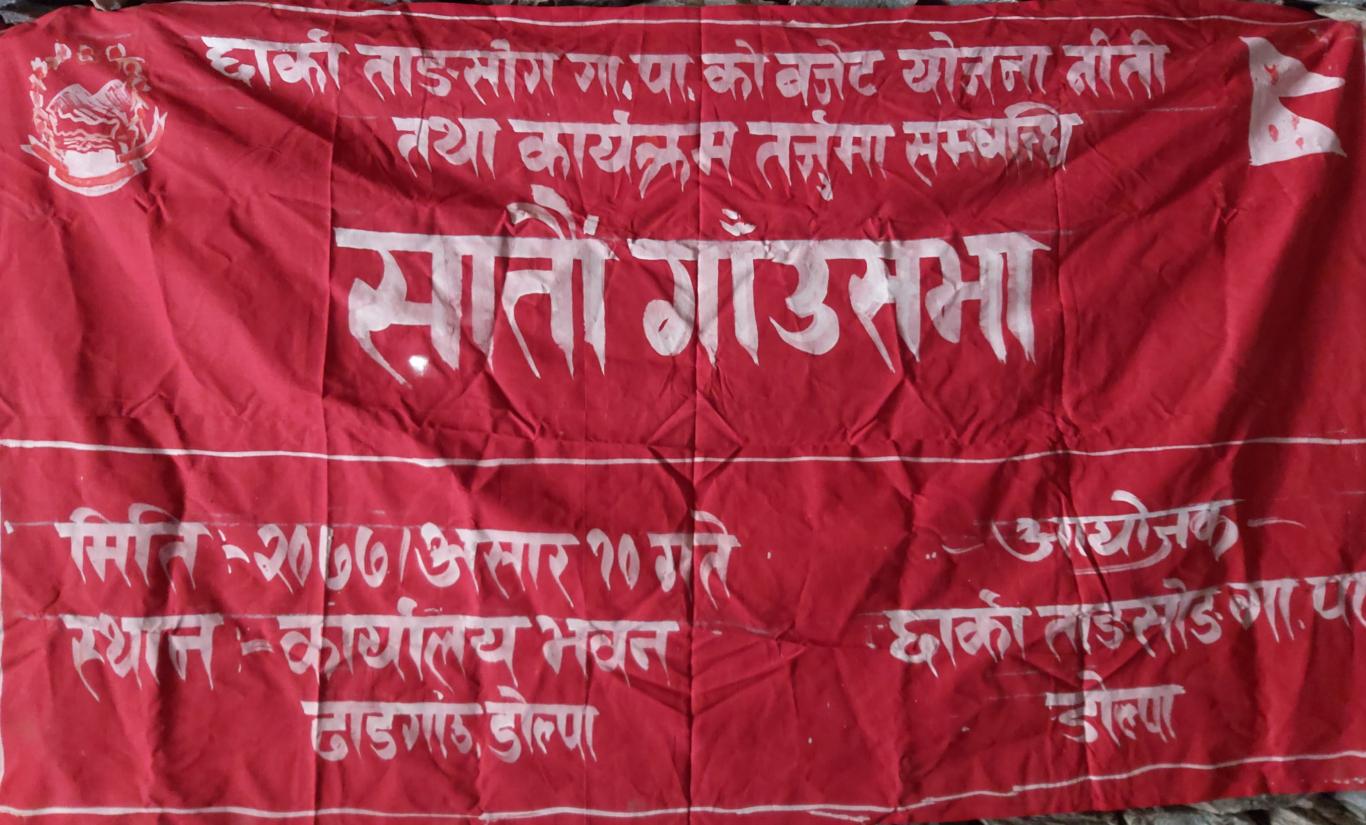 छार्का ताङसोग गा.पा.को बजेट योजना नीती
तथा कार्यक्रम तर्जुमा सम्बन्धि
सातौं गाँउसभा
मिति :- २०७७।असार १० गते
स्थान :- कार्यालय भवन
ढाडगांउ, डोल्पा
-आयोजक-
छार्का ताङसोङ गा.पा
डोल्पा